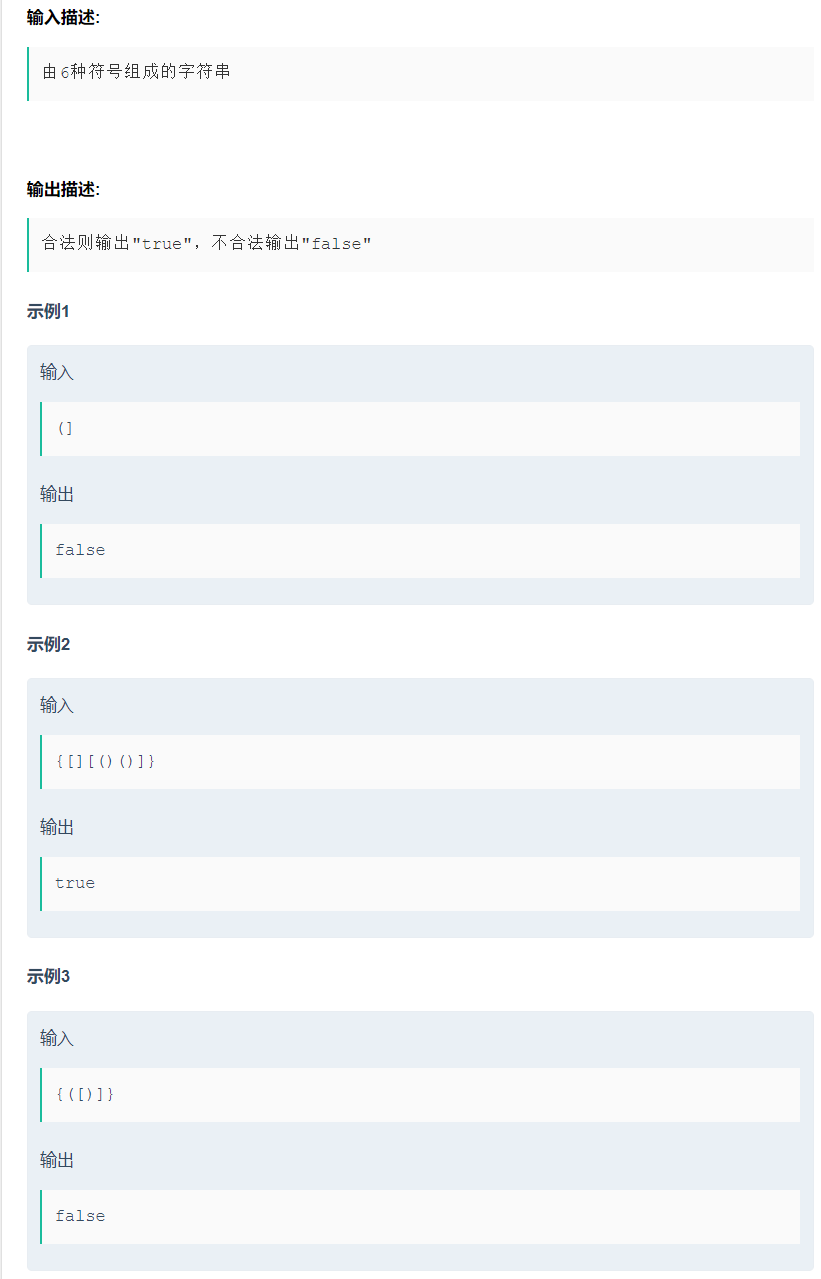 输入描述:
由6种符号组成的字符串
输出描述:
合法则输出"true"，不合法输出"false"
示例1
输入
(]
输出
false
示例2
输入
{[][()()]}
输出
true
示例3
输入
{([)]}
输出
false